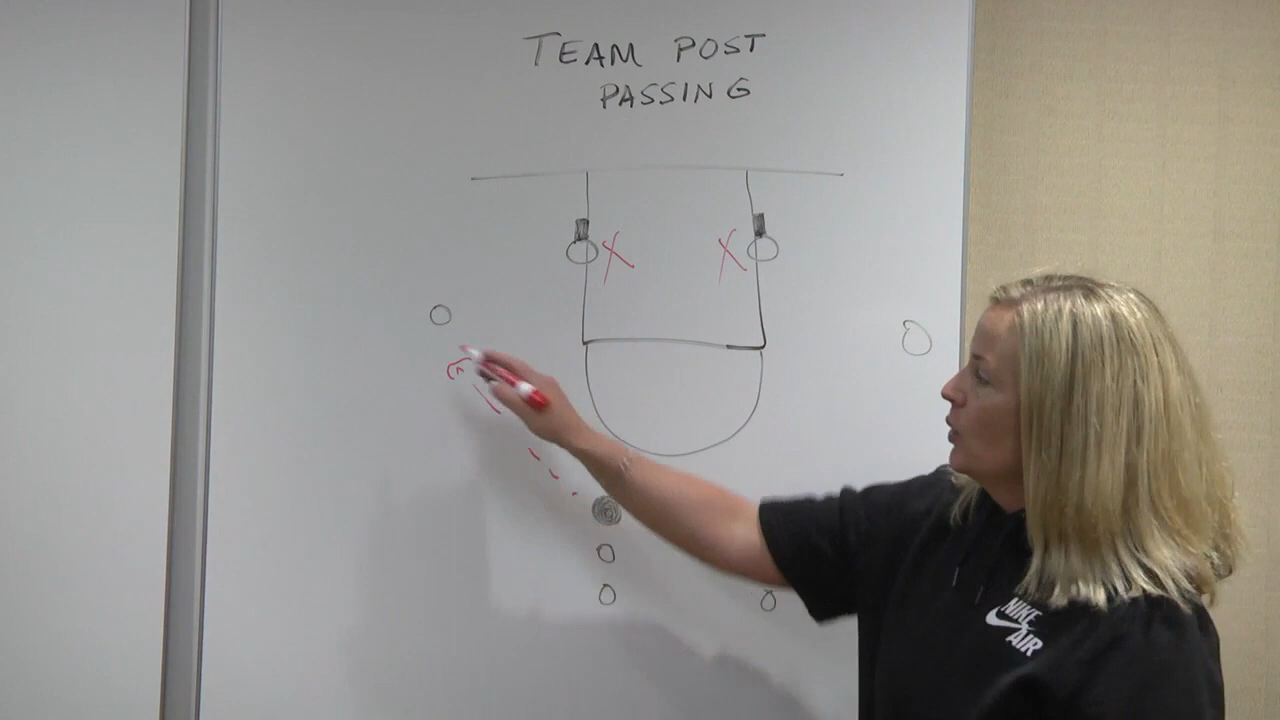 TEAM POST
PASSING
X X
NIKE
AIR